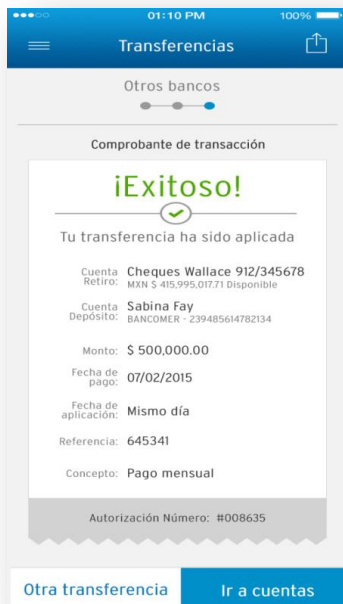 01:10 PM 100%
Transferencias
Otros bancos
Comprobante de transacción
¡Exitoso!
Tu transferencia ha sido aplicada
Cuenta Retiro: Cheques Wallace 912/345678
MXN $ 415,995,017.71 Disponible
Cuenta Depósito: Sabina Fay
BANCOMER - 239485614782134
Monto: $ 500,000.00
Fecha de pago: 07/02/2015
Fecha de aplicación: Mismo día
Referencia: 645341
Concepto: Pago mensual
Autorización Número: #008635
Otra transferencia Ir a cuentas